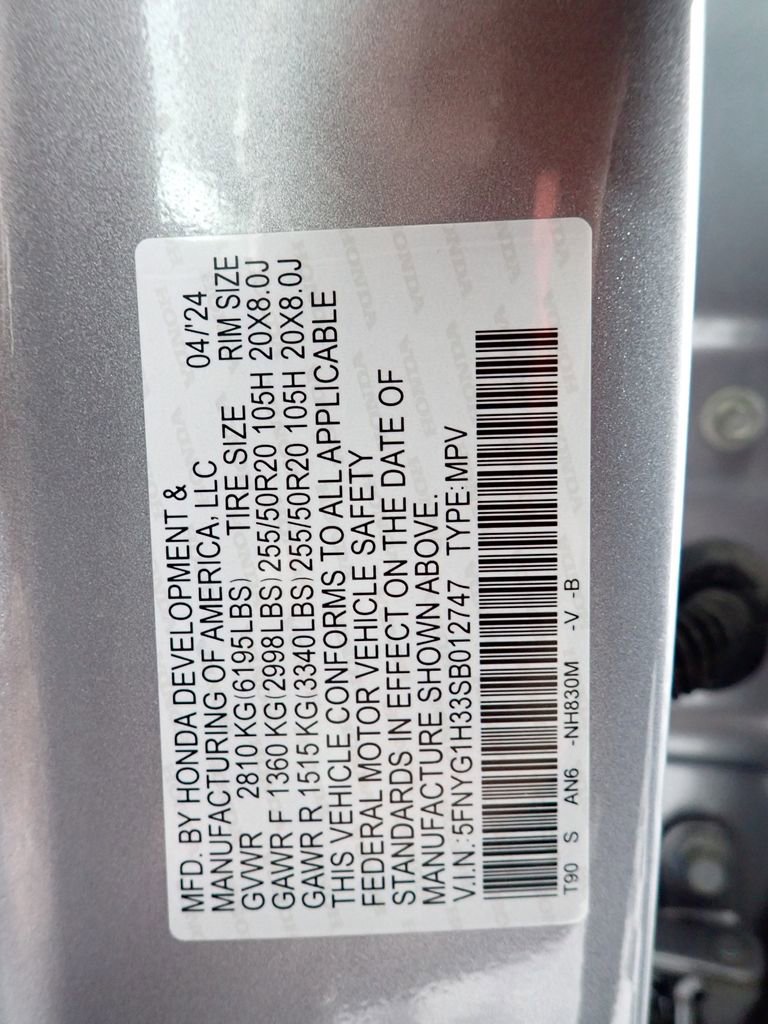 MFD. BY HONDA DEVELOPMENT &
MANUFACTURING OF AMERICA, LLC 04/'24
GVWR 2810 KG(6195LBS) TIRE SIZE RIM SIZE
GAWR F 1360 KG(2998LBS) 255/50R20 105H 20X8.0J
GAWR R 1515 KG(3340LBS) 255/50R20 105H 20X8.0J
THIS VEHICLE CONFORMS TO ALL APPLICABLE
FEDERAL MOTOR VEHICLE SAFETY
STANDARDS IN EFFECT ON THE DATE OF
MANUFACTURE SHOWN ABOVE.
V.I.N.:5FNYG1H33SB012747 TYPE:MPV
T90 S AN6 -NH830M -V -B